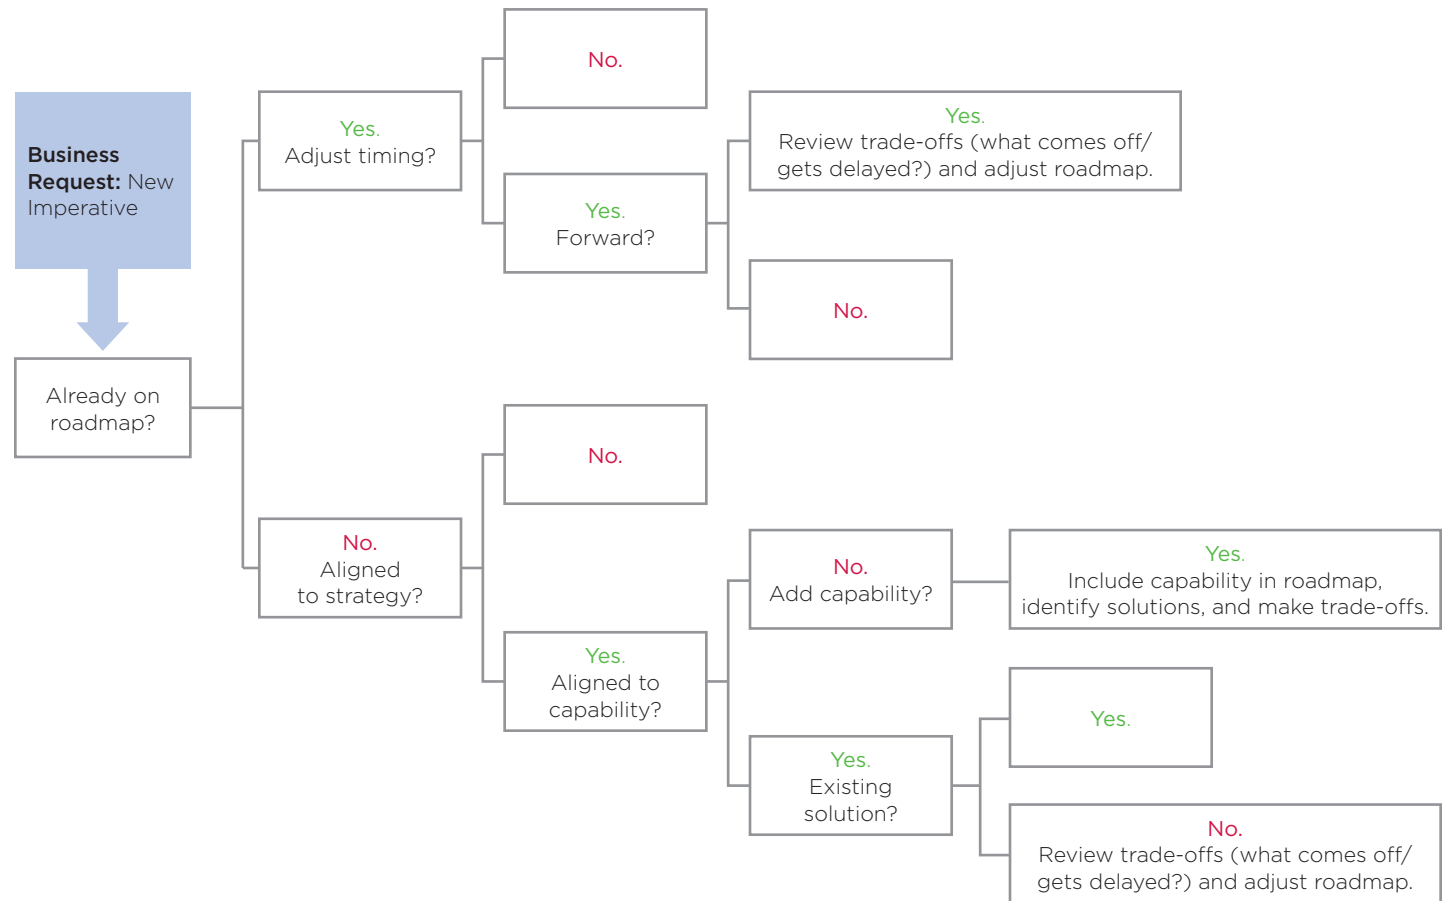 Business
Request: New
Imperative
Already on
roadmap?
Yes.
Adjust timing?
No.
Yes.
Forward?
Yes.
Review trade-offs (what comes off/
gets delayed?) and adjust roadmap.
No.
No.
Aligned
to strategy?
No.
Yes.
Aligned to
capability?
No.
Add capability?
Yes.
Include capability in roadmap,
identify solutions, and make trade-offs.
Yes.
Existing
solution?
Yes.
No.
Review trade-offs (what comes off/
gets delayed?) and adjust roadmap.